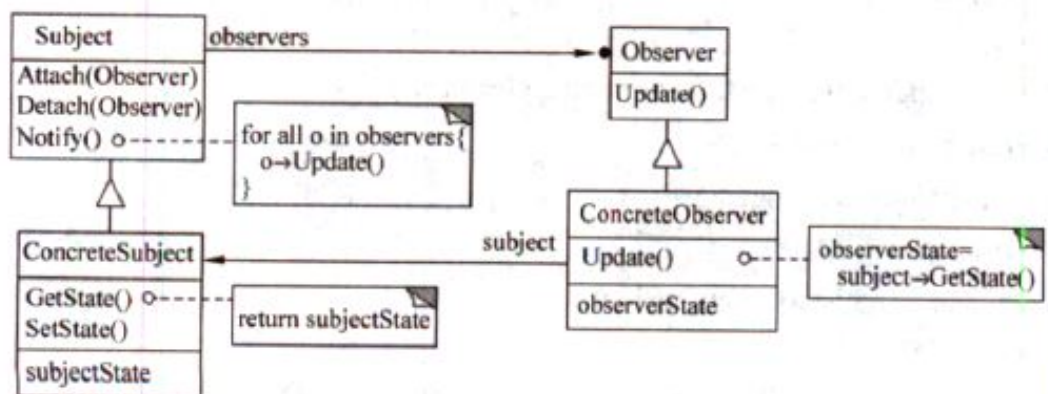 Subject
Attach(Observer)
Detach(Observer)
Notify()
observers
for all o in observers{
o→Update()
}
Observer
Update()
ConcreteSubject
GetState()
SetState()
subjectState
return subjectState
subject
ConcreteObserver
Update()
observerState
observerState=
subject→GetState()